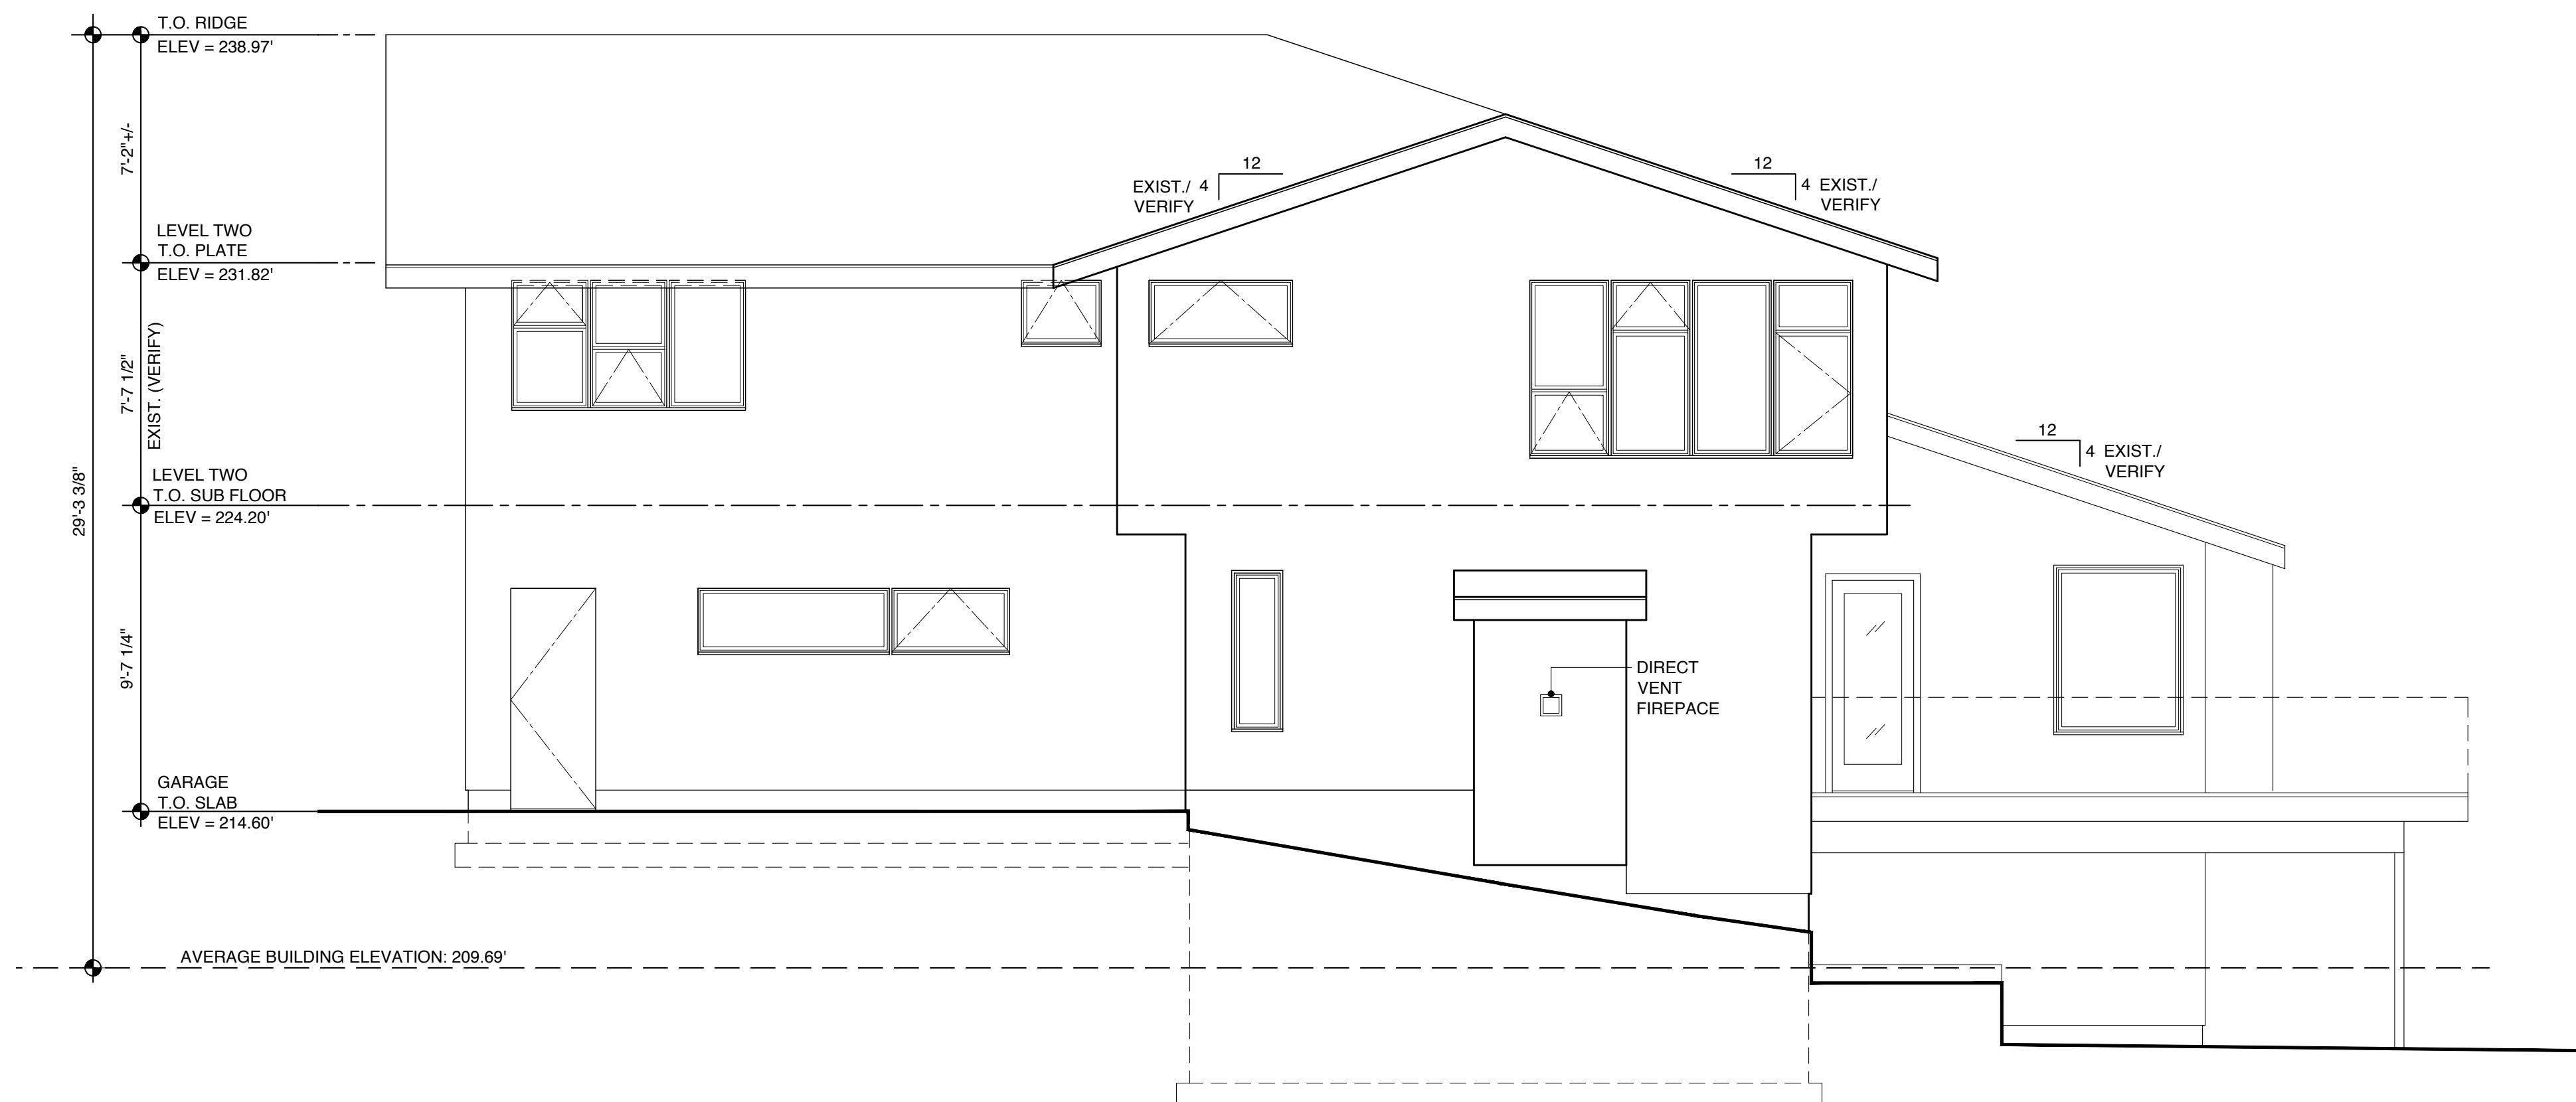 T.O. RIDGE
ELEV = 238.97'
7'-2"+/-
12
EXIST./ 4
VERIFY
12
4 EXIST./
VERIFY
LEVEL TWO
T.O. PLATE
ELEV = 231.82'
7'-7 1/2"
EXIST. (VERIFY)
12
4 EXIST./
VERIFY
29'-3 3/8"
LEVEL TWO
T.O. SUB FLOOR
ELEV = 224.20'
9'-7 1/4"
DIRECT
VENT
FIREPACE
GARAGE
T.O. SLAB
ELEV = 214.60'
AVERAGE BUILDING ELEVATION: 209.69'